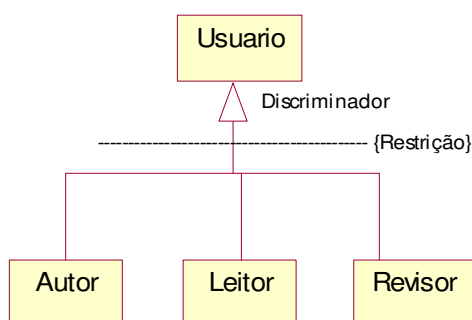 Usuario
Discriminador
{Restrição}
Autor Leitor Revisor